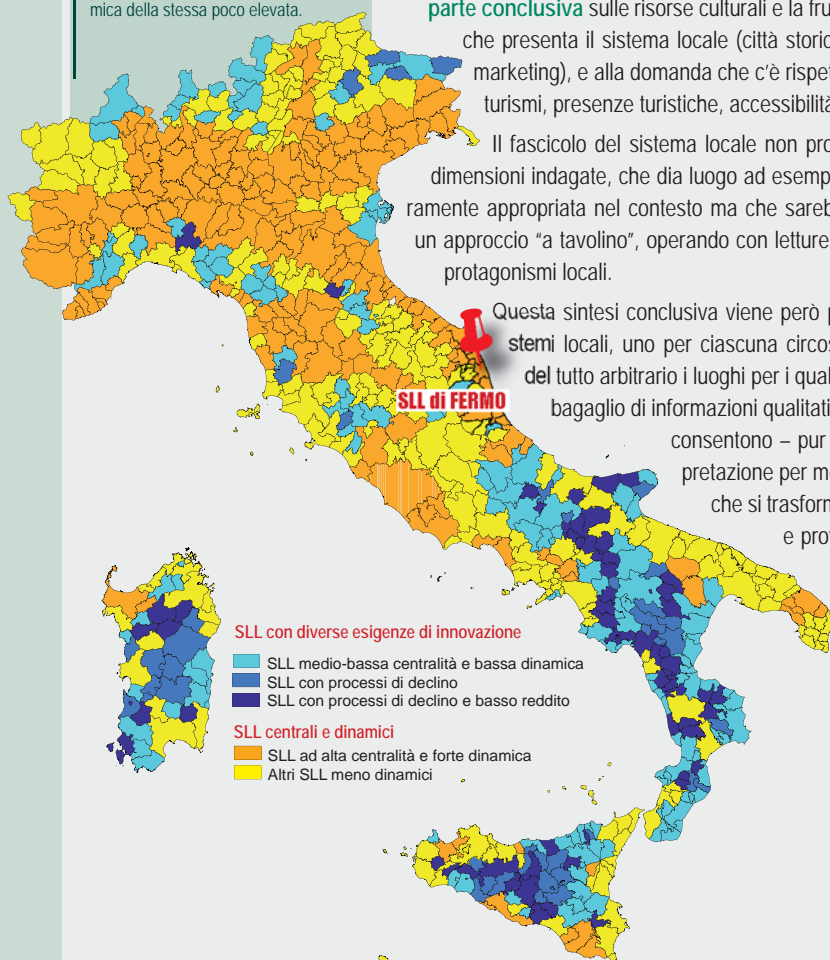 mica della stessa poco elevata.
parte conclusiva sulle risorse culturali e la fru
che presenta il sistema locale (città storic
marketing), e alla domanda che c'è rispet
turismi, presenze turistiche, accessibilità
Il fascicolo del sistema locale non pro
dimensioni indagate, che dia luogo ad esemp
ramente appropriata nel contesto ma che sareb
un approccio “a tavolino”, operando con letture
protagonismi locali.
Questa sintesi conclusiva viene però p
stemi locali, uno per ciascuna circos
del tutto arbitrario i luoghi per i qual
bagaglio di informazioni qualitati
consentono – pur
pretazione per me
che si trasforn
e prov
SLL di FERMO
SLL con diverse esigenze di innovazione
SLL medio-bassa centralità e bassa dinamica
SLL con processi di declino
SLL con processi di declino e basso reddito
SLL centrali e dinamici
SLL ad alta centralità e forte dinamica
Altri SLL meno dinamici